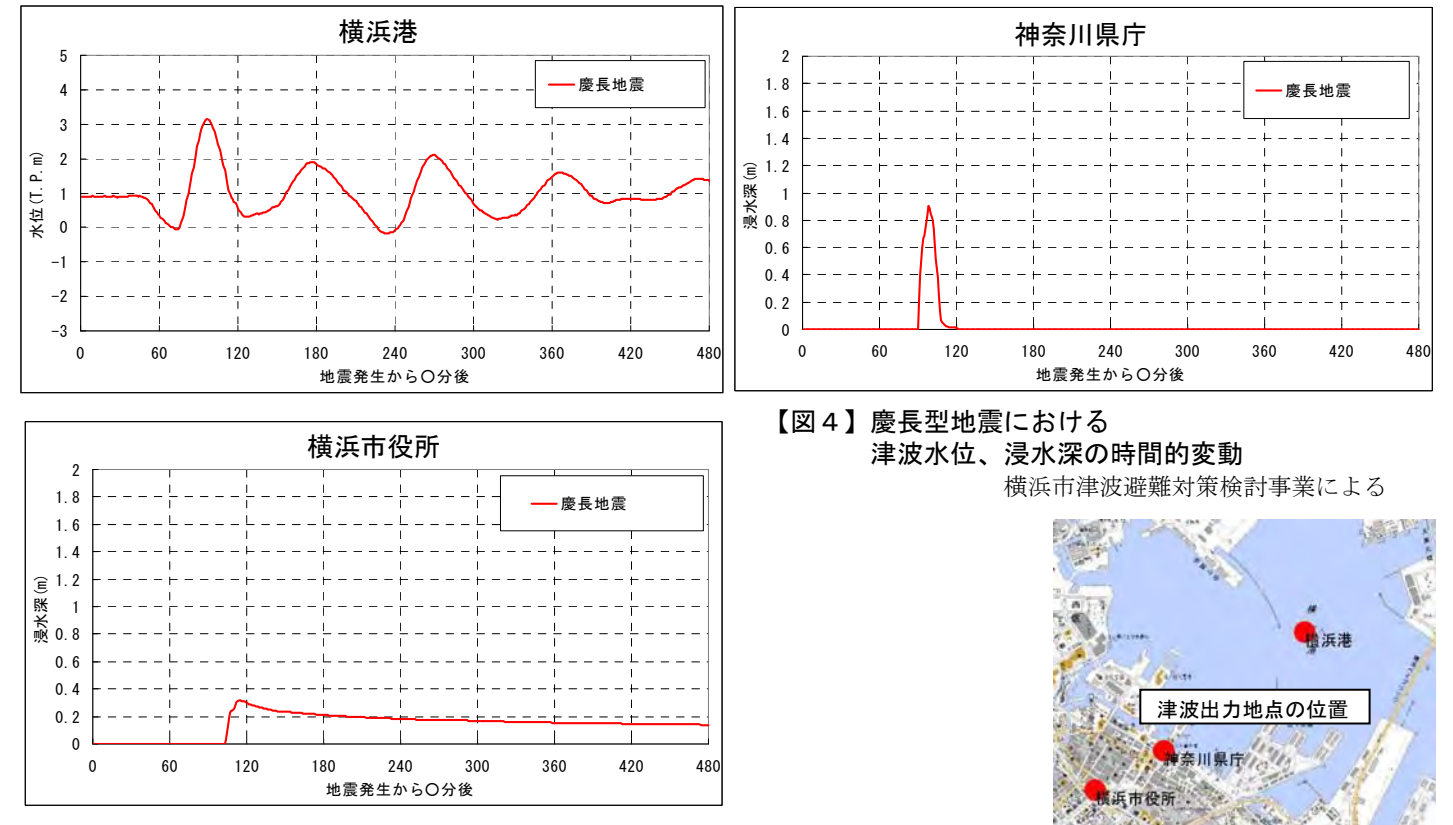 横浜港
水位(T.P.m)
5
4
3
2
1
0
-1
-2
-3
慶長地震
0 60 120 180 240 300 360 420 480
地震発生から○分後
神奈川県庁
浸水深(m)
2
1.8
1.6
1.4
1.2
1
0.8
0.6
0.4
0.2
0
慶長地震
0 60 120 180 240 300 360 420 480
地震発生から○分後
横浜市役所
浸水深(m)
2
1.8
1.6
1.4
1.2
1
0.8
0.6
0.4
0.2
0
慶長地震
0 60 120 180 240 300 360 420 480
地震発生から○分後
【図4】慶長型地震における
津波水位、浸水深の時間的変動
横浜市津波避難対策検討事業による
横浜港
津波出力地点の位置
神奈川県庁
横浜市役所